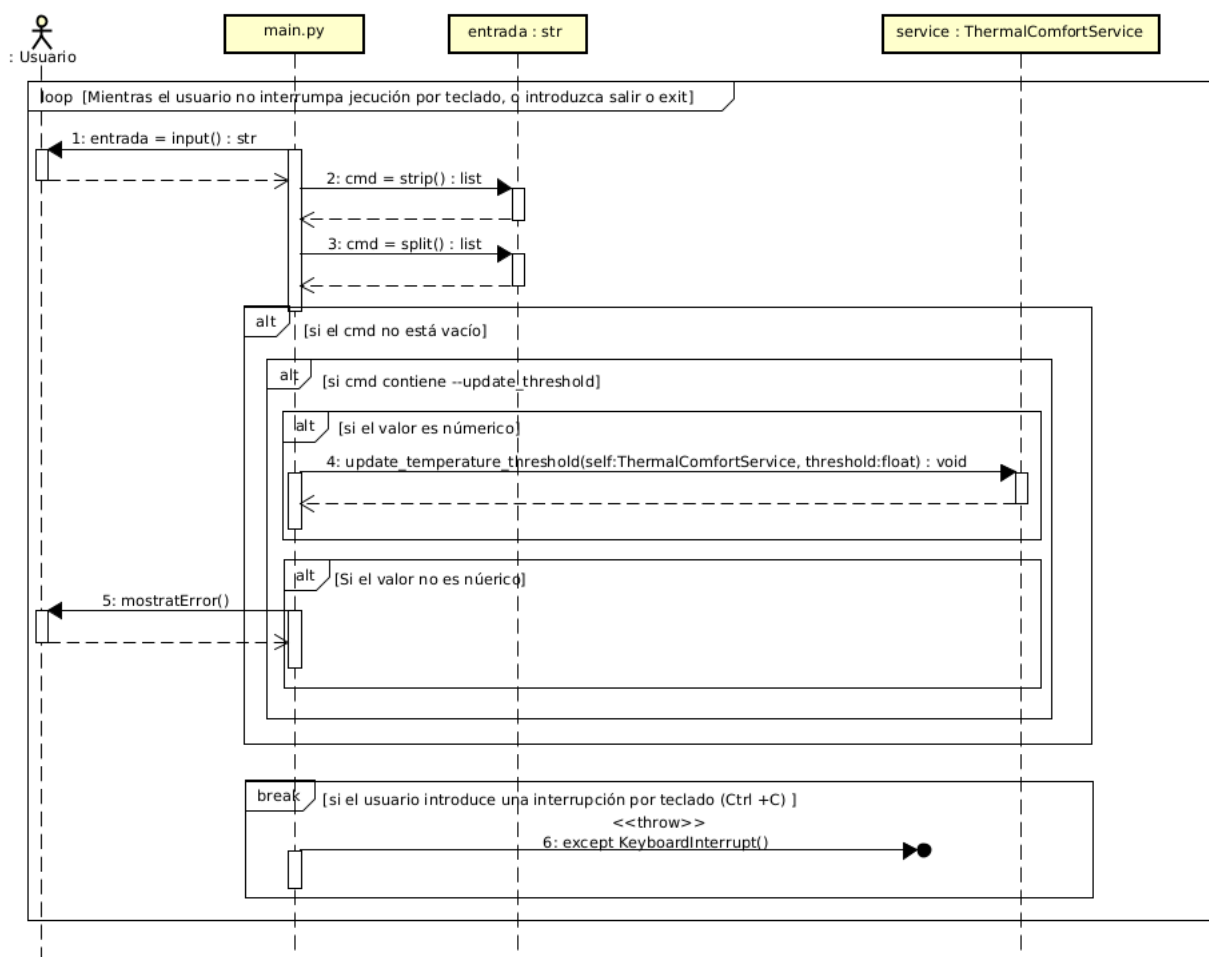 : Usuario
main.py
entrada : str
service : ThermalComfortService
loop [Mientras el usuario no interrumpa jecución por teclado, o introduzca salir o exit]
1: entrada = input() : str
2: cmd = strip() : list
3: cmd = split() : list
alt
[si el cmd no está vacío]
alt
[si cmd contiene --update_threshold]
alt
[si el valor es númerico]
4: update_temperature_threshold(self:ThermalComfortService, threshold:float) : void
alt
[Si el valor no es núerico]
5: mostratError()
break
[si el usuario introduce una interrupción por teclado (Ctrl +C) ]
<<throw>>
6: except KeyboardInterrupt()